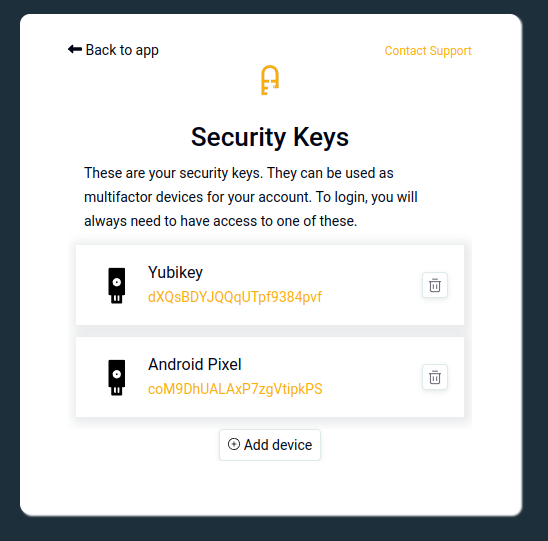 Back to app
Contact Support
Security Keys
These are your security keys. They can be used as
multifactor devices for your account. To login, you will
always need to have access to one of these.
Yubikey
dXQsBDYJQQqUTpf9384pvf
Android Pixel
coM9DhUALAxP7zgVtipkPS
Add device